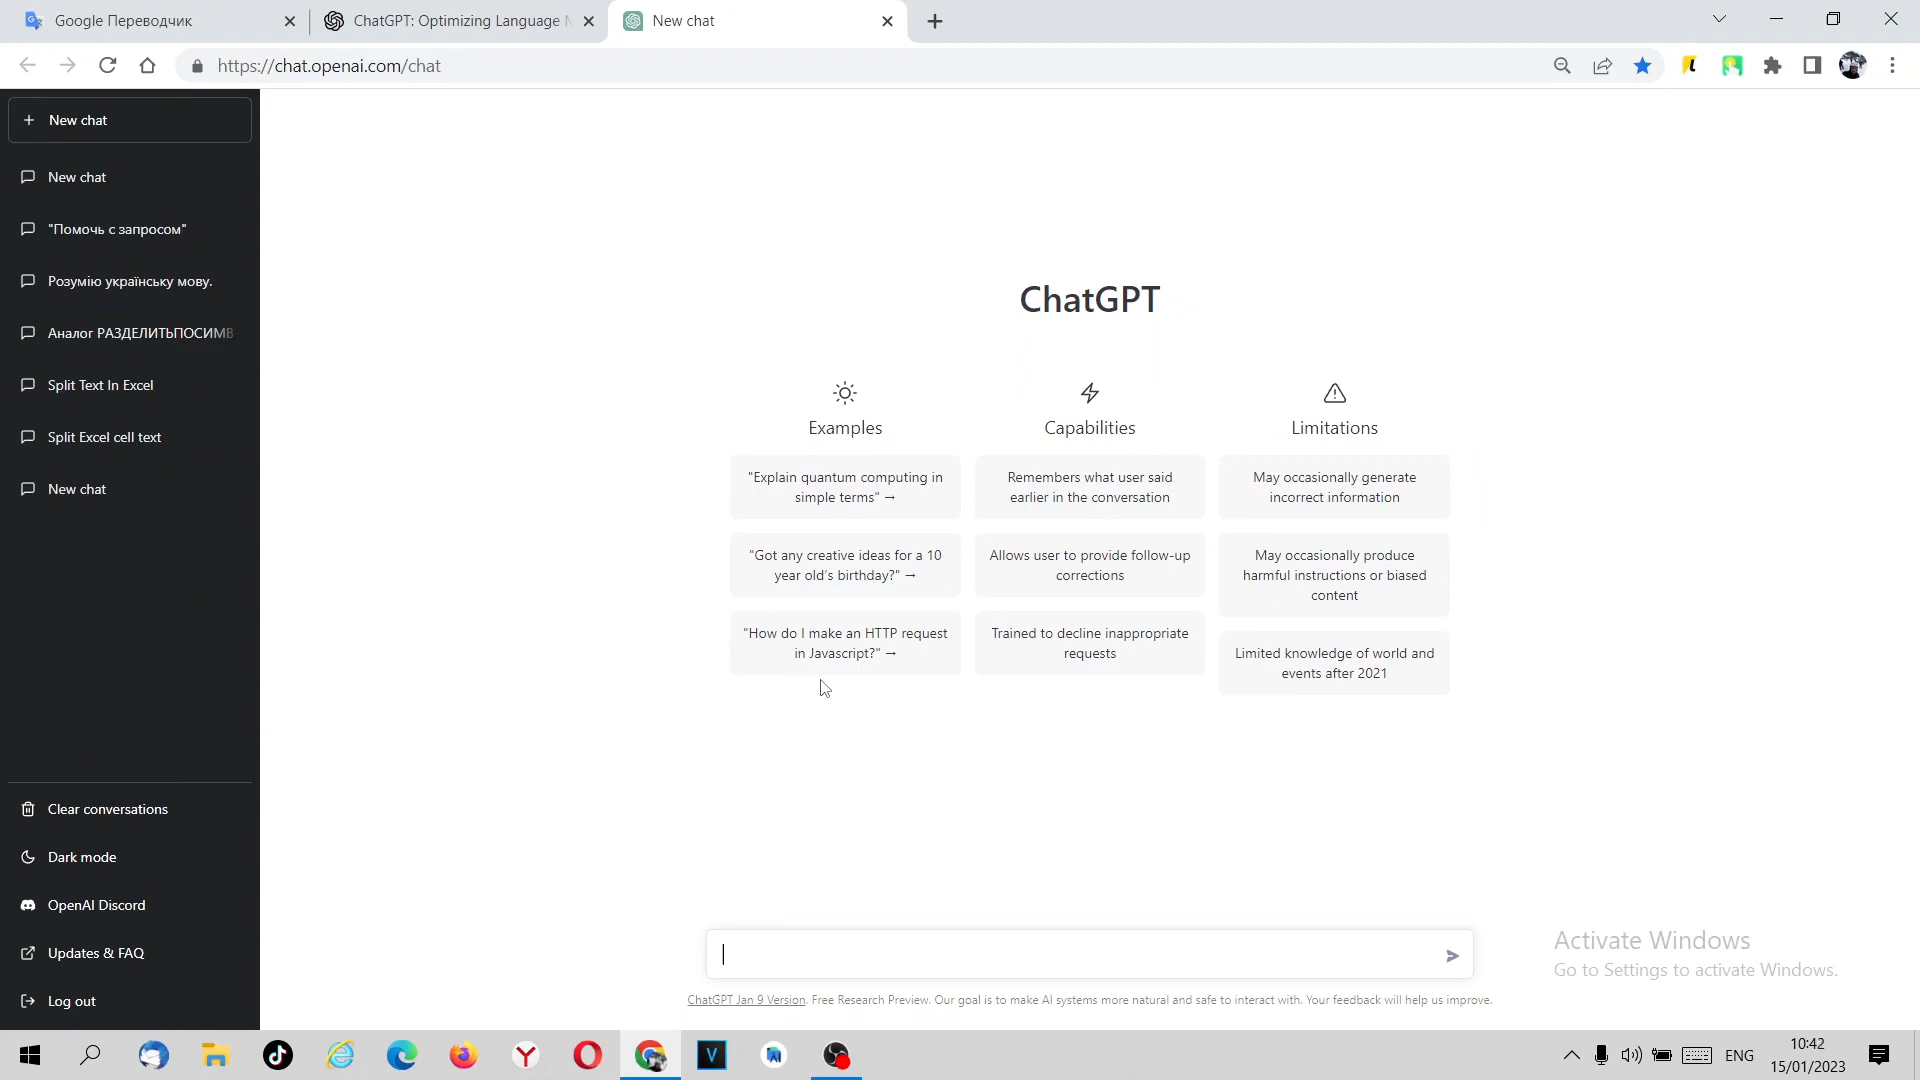 Google Переводчик
ChatGPT: Optimizing Language
New chat
https://chat.openai.com/chat
New chat
New chat
"Помочь с запросом"
Розумію українську мову.
Аналог РАЗДЕЛИТЬПОСИМВ
Split Text In Excel
Split Excel cell text
New chat
Clear conversations
Dark mode
OpenAI Discord
Updates & FAQ
Log out
ChatGPT
Examples
"Explain quantum computing in
simple terms" →
"Got any creative ideas for a 10
year old's birthday?" →
"How do I make an HTTP request
in Javascript?" →
Capabilities
Remembers what user said
earlier in the conversation
Allows user to provide follow-up
corrections
Trained to decline inappropriate
requests
Limitations
May occasionally generate
incorrect information
May occasionally produce
harmful instructions or biased
content
Limited knowledge of world and
events after 2021
ChatGPT Jan 9 Version. Free Research Preview. Our goal is to make AI systems more natural and safe to interact with. Your feedback will help us improve.
Activate Windows
Go to Settings to activate Windows.
ENG
10:42
15/01/2023